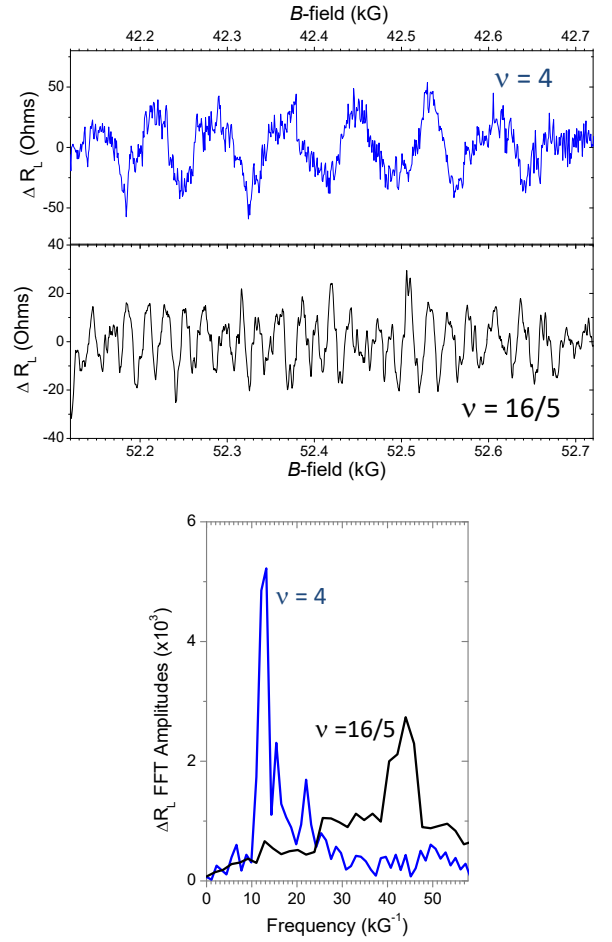 B-field (kG)
42.2 42.3 42.4 42.5 42.6 42.7
50
0
-50
Δ R_L (Ohms)
ν = 4
40
20
0
-20
-40
Δ R_L (Ohms)
ν = 16/5
52.2 52.3 52.4 52.5 52.6 52.7
B-field (kG)
6
4
2
0
ΔR_L FFT Amplitudes (x10³)
ν = 4
ν =16/5
0 10 20 30 40 50
Frequency (kG⁻¹)